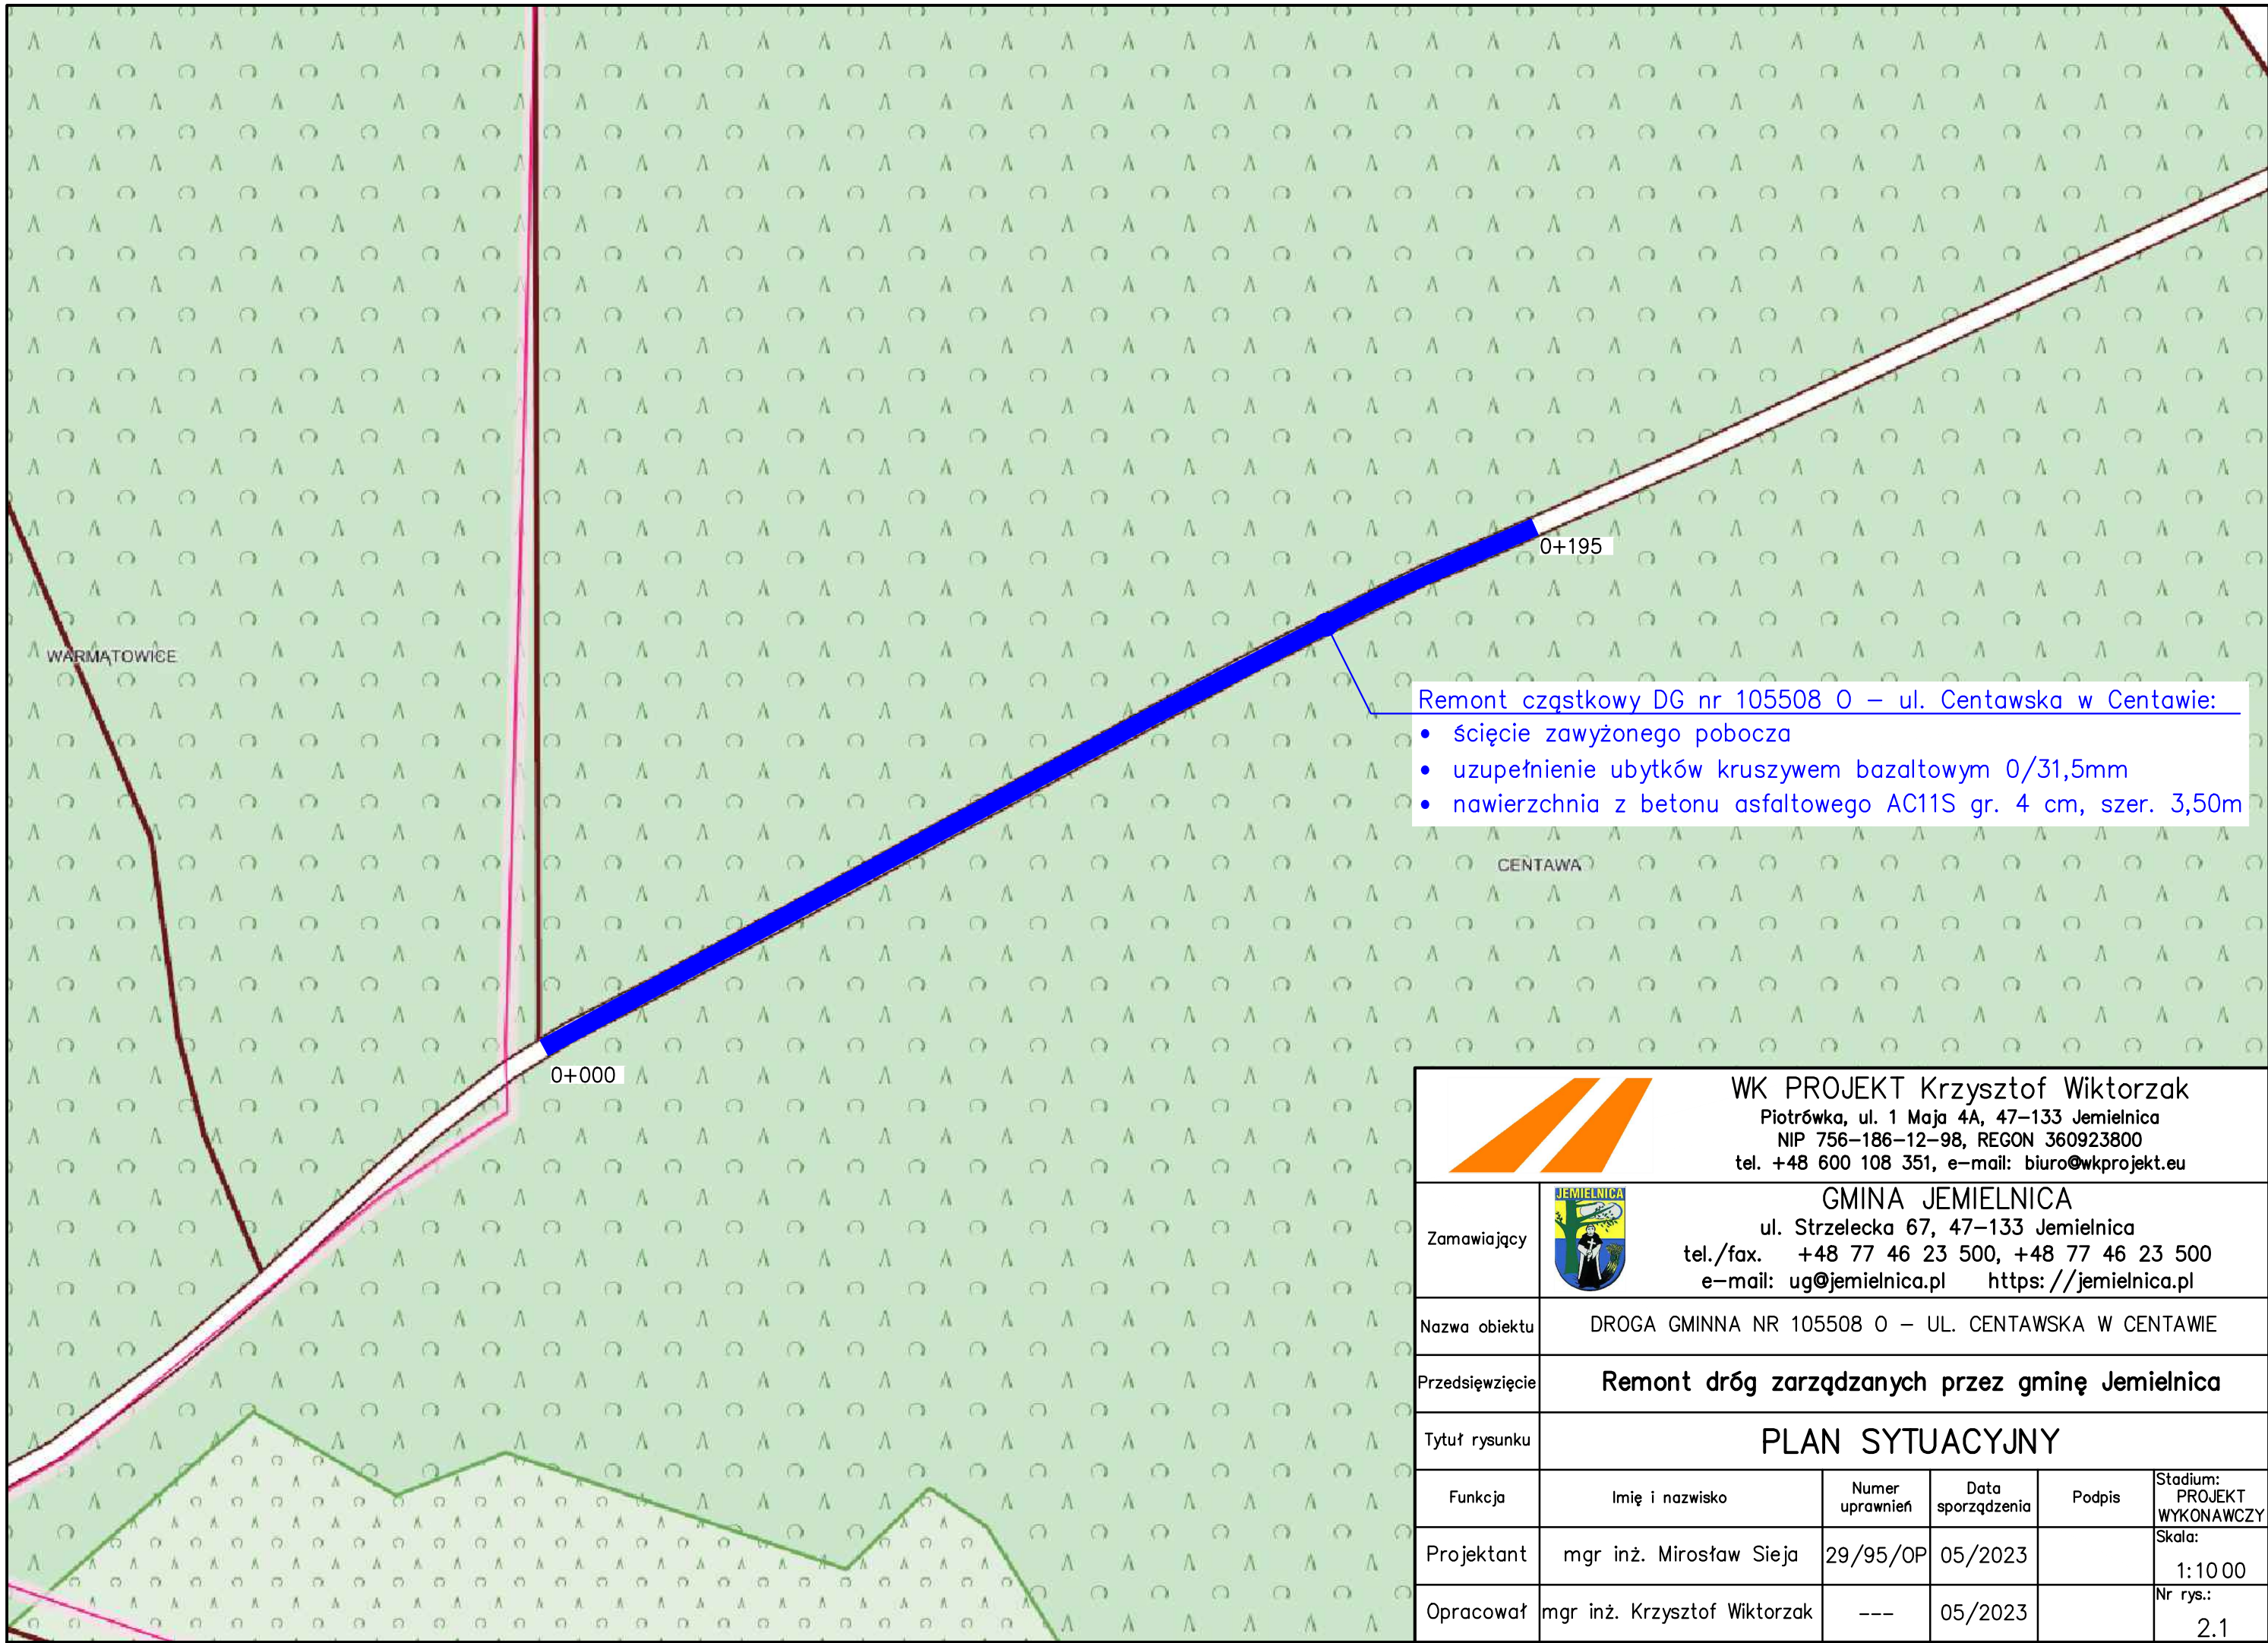 0+195
WARMĄTOWICE
Remont cząstkowy DG nr 105508 O – ul. Centawska w Centawie:
• ścięcie zawyżonego pobocza
• uzupełnienie ubytków kruszywem bazaltowym 0/31,5mm
• nawierzchnia z betonu asfaltowego AC11S gr. 4 cm, szer. 3,50m
CENTAWA
0+000
WK PROJEKT Krzysztof Wiktorzak
Piotrówka, ul. 1 Maja 4A, 47–133 Jemielnica
NIP 756–186–12–98, REGON 360923800
tel. +48 600 108 351, e–mail: biuro@wkprojekt.eu
Zamawiający
JEMIELNICA
GMINA JEMIELNICA
ul. Strzelecka 67, 47–133 Jemielnica
tel./fax. +48 77 46 23 500, +48 77 46 23 500
e–mail: ug@jemielnica.pl https://jemielnica.pl
Nazwa obiektu
DROGA GMINNA NR 105508 O – UL. CENTAWSKA W CENTAWIE
Przedsięwzięcie
Remont dróg zarządzanych przez gminę Jemielnica
Tytuł rysunku
PLAN SYTUACYJNY
Funkcja
Imię i nazwisko
Numer
uprawnień
Data
sporządzenia
Podpis
Stadium:
PROJEKT
WYKONAWCZY
Projektant
mgr inż. Mirosław Sieja
29/95/OP
05/2023
Skala:
1:1000
Opracował
mgr inż. Krzysztof Wiktorzak
---
05/2023
Nr rys.:
2.1